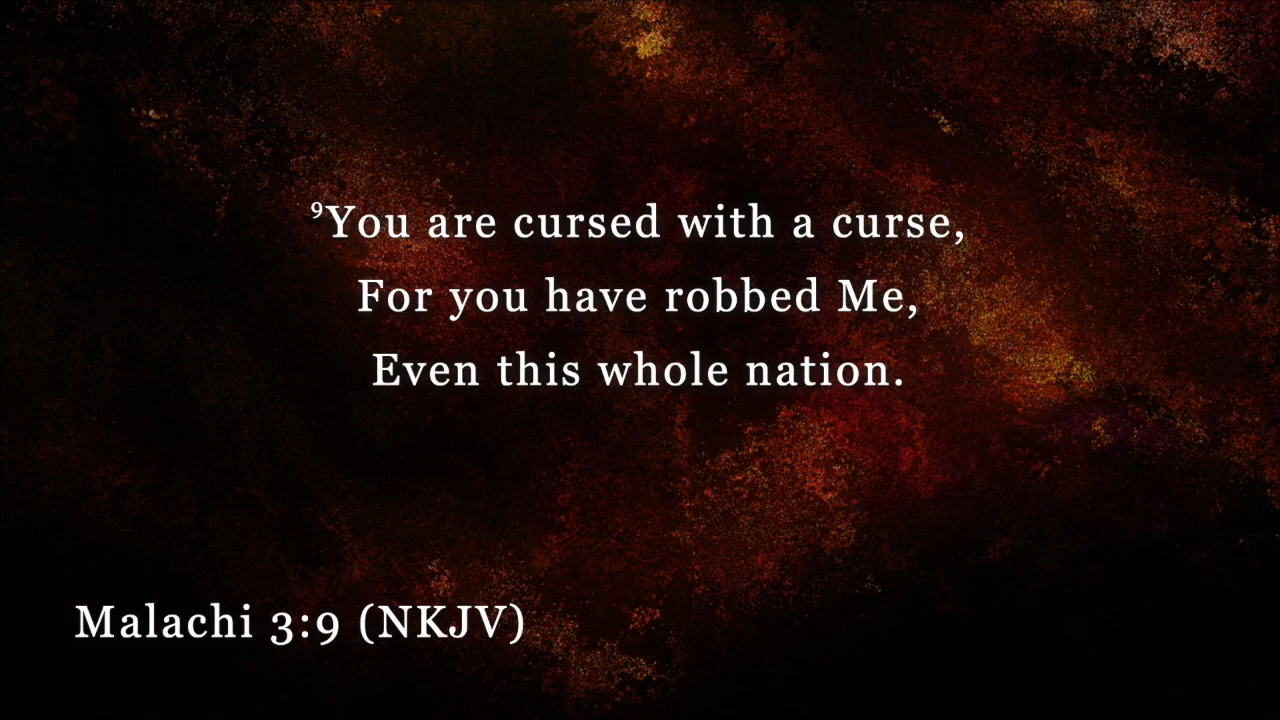 ⁹You are cursed with a curse,
For you have robbed Me,
Even this whole nation.
Malachi 3:9 (NKJV)